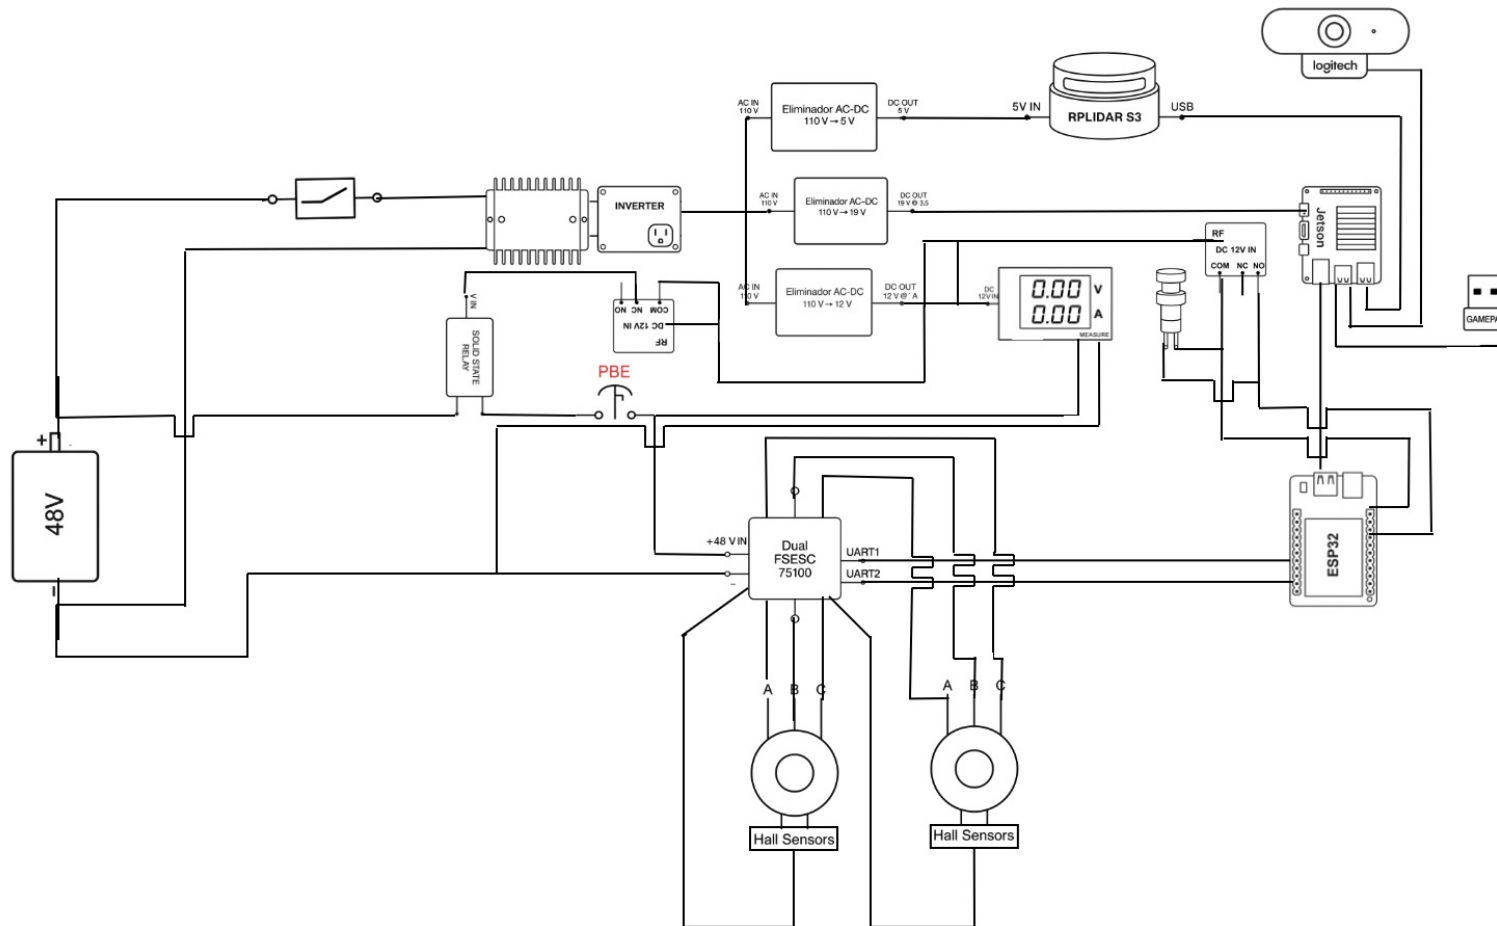 logitech
AC IN
110 V
Eliminador AC-DC
110 V → 5 V
DC OUT
5 V
5V IN
RPLIDAR S3
USB
INVERTER
AC IN
110 V
Eliminador AC-DC
110 V → 19 V
DC OUT
19 V @ 3.5
Jetson
RF
DC 12V IN
COM NC NO
AC IN
110 V
Eliminador AC-DC
110 V → 12 V
DC OUT
12 V @ ' A
DC
12V IN
0.00 V
0.00 A
MEASURE
GAMEPA
V IN
SOLID STATE
RELAY
NO NC COM
DC 12V IN
RF
PBE
+
48V
+48 V IN
Dual
FSESC
75100
UART1
UART2
ESP32
A B C
A B C
Hall Sensors
Hall Sensors